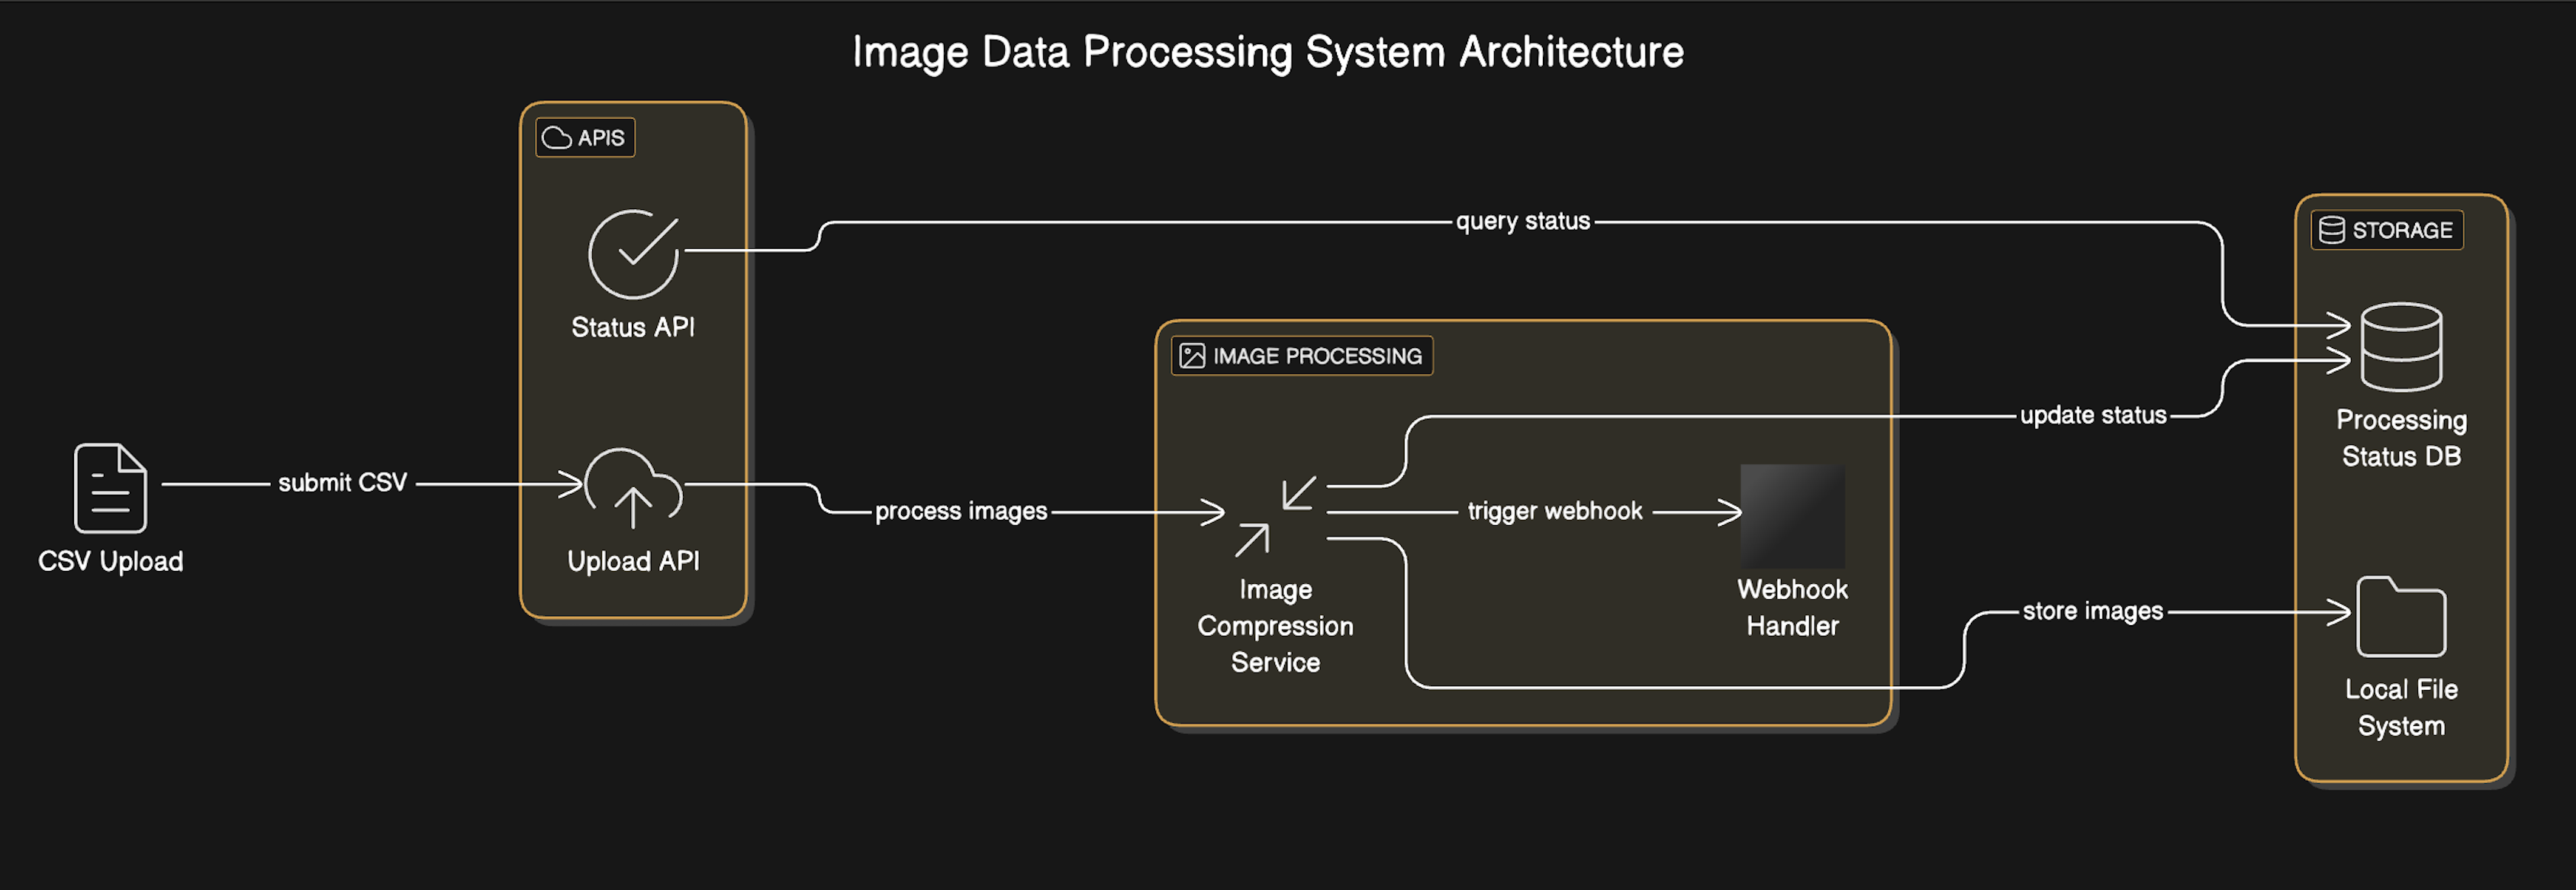 Image Data Processing System Architecture
APIS
Status API
query status
STORAGE
Processing
Status DB
IMAGE PROCESSING
update status
CSV Upload
submit CSV
Upload API
process images
Image
Compression
Service
trigger webhook
Webhook
Handler
store images
Local File
System